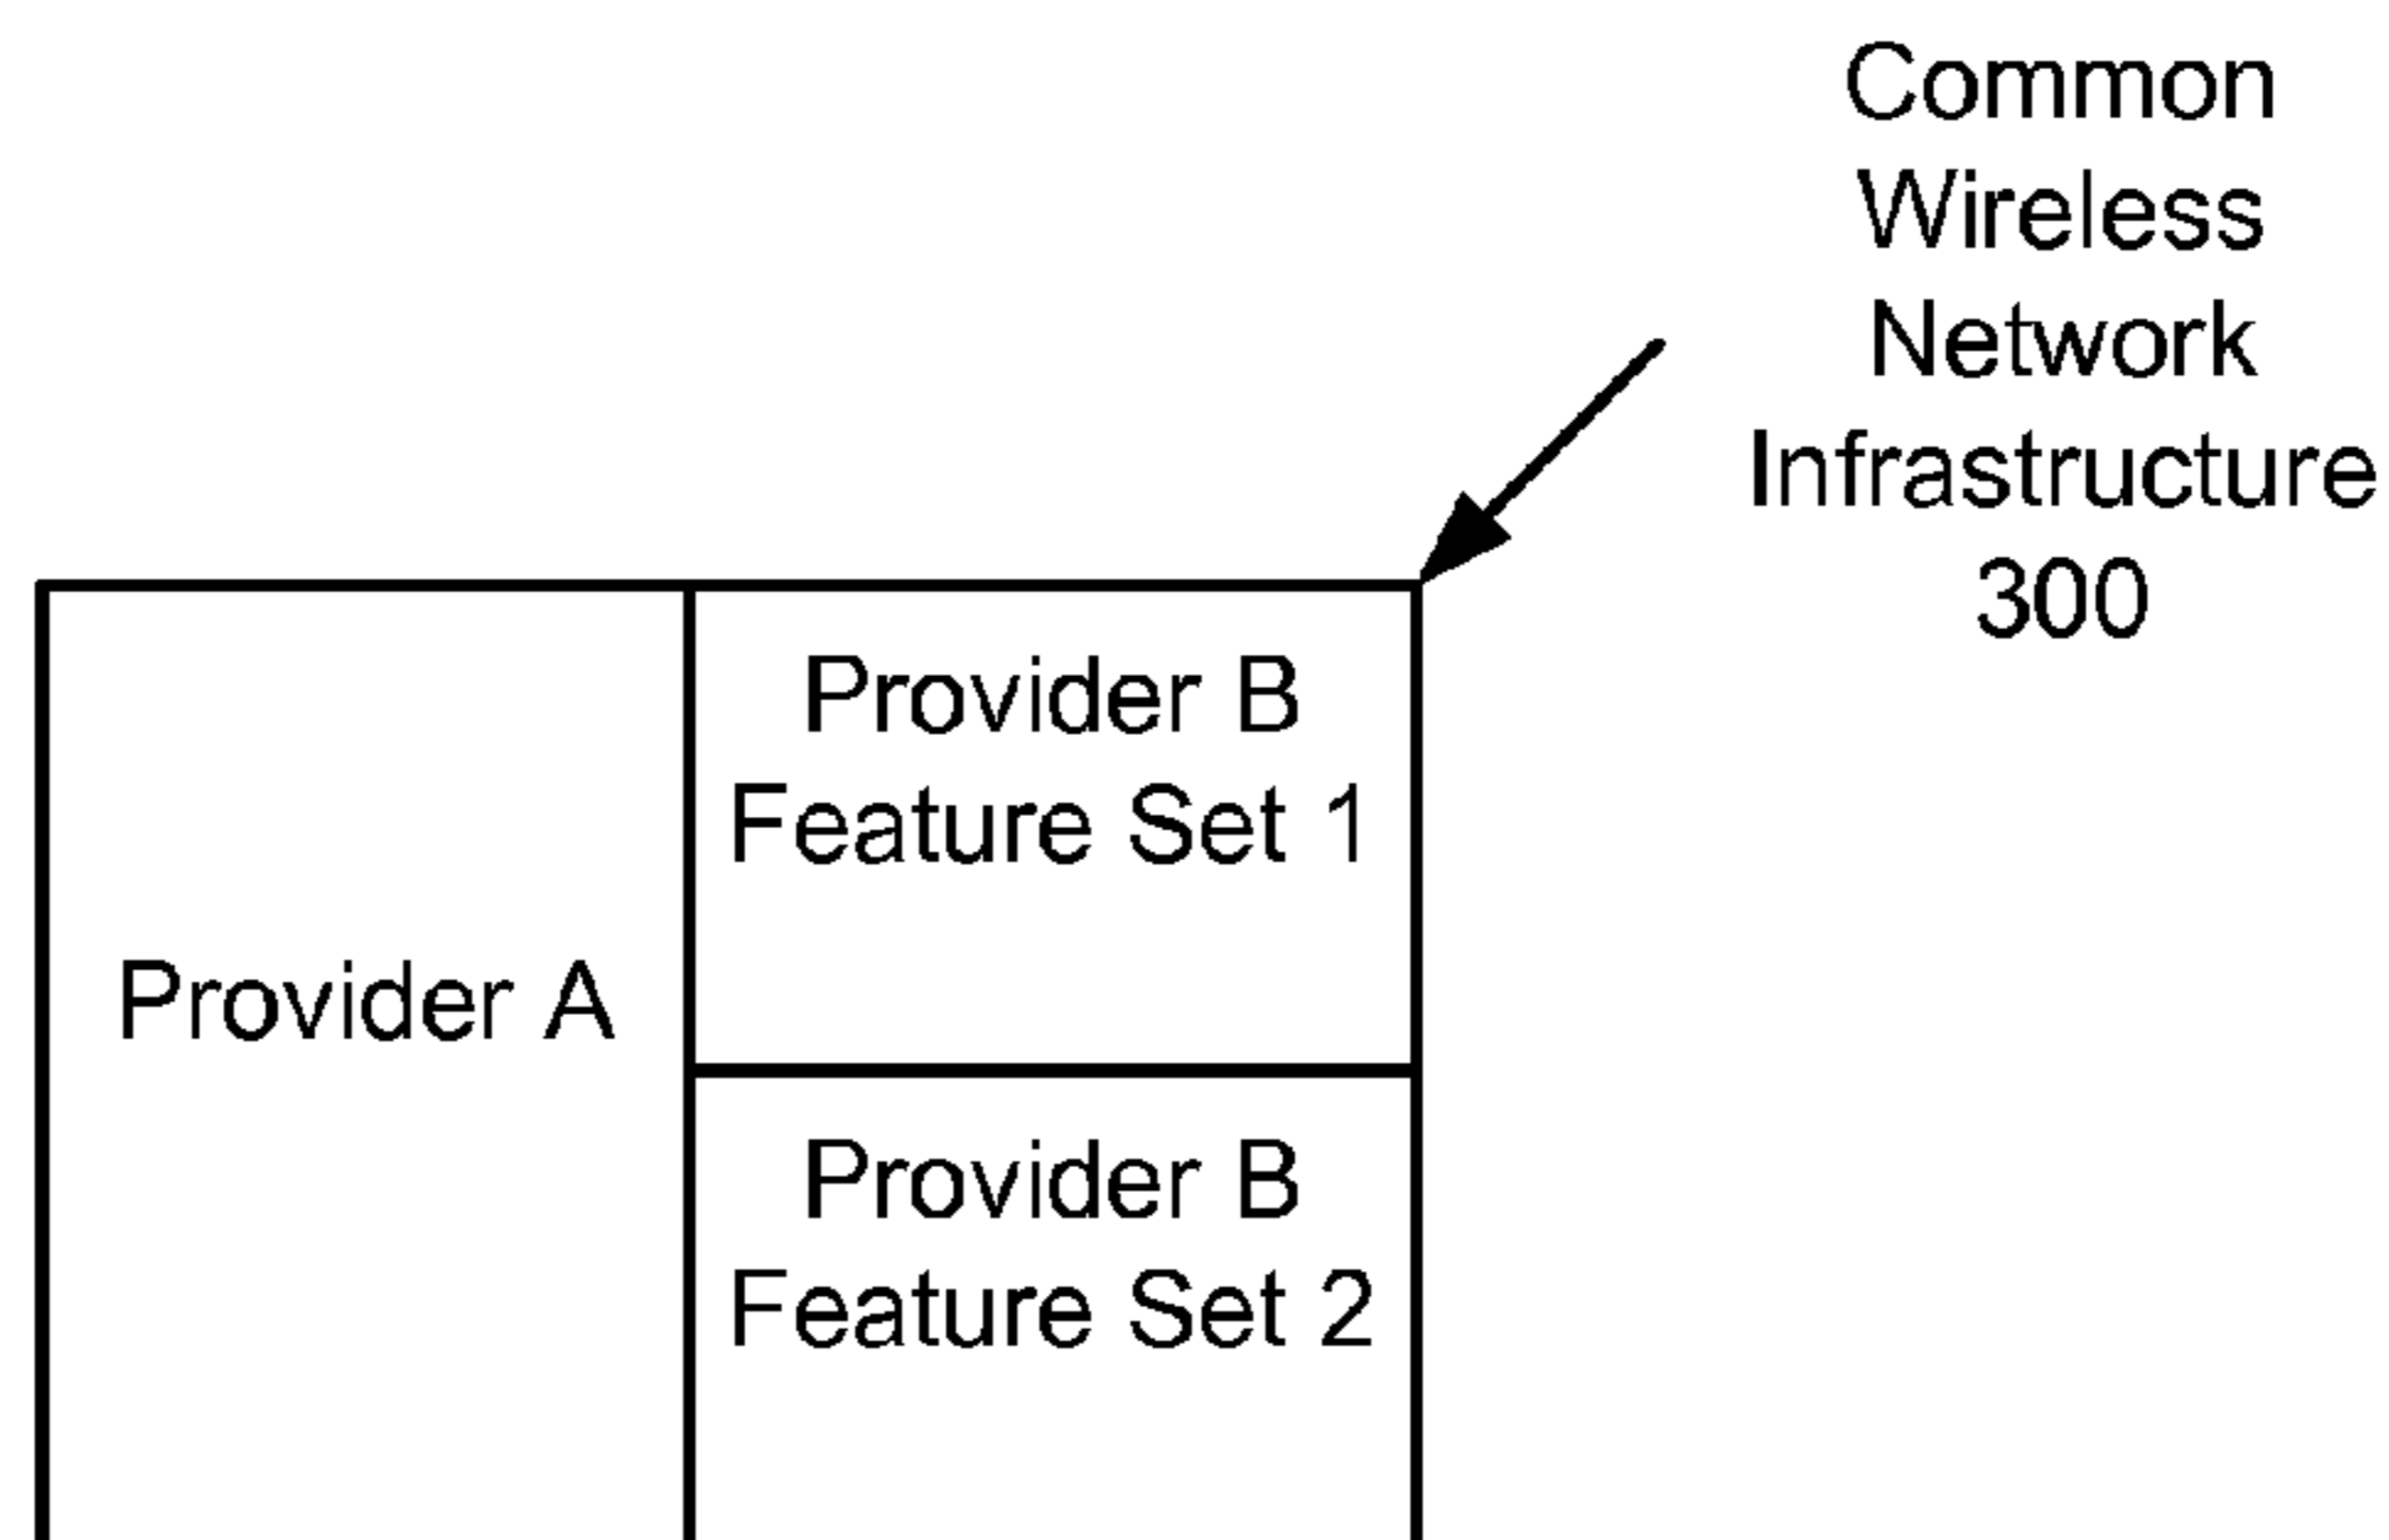 Common
Wireless
Network
Infrastructure
300
Provider A
Provider B
Feature Set 1
Provider B
Feature Set 2